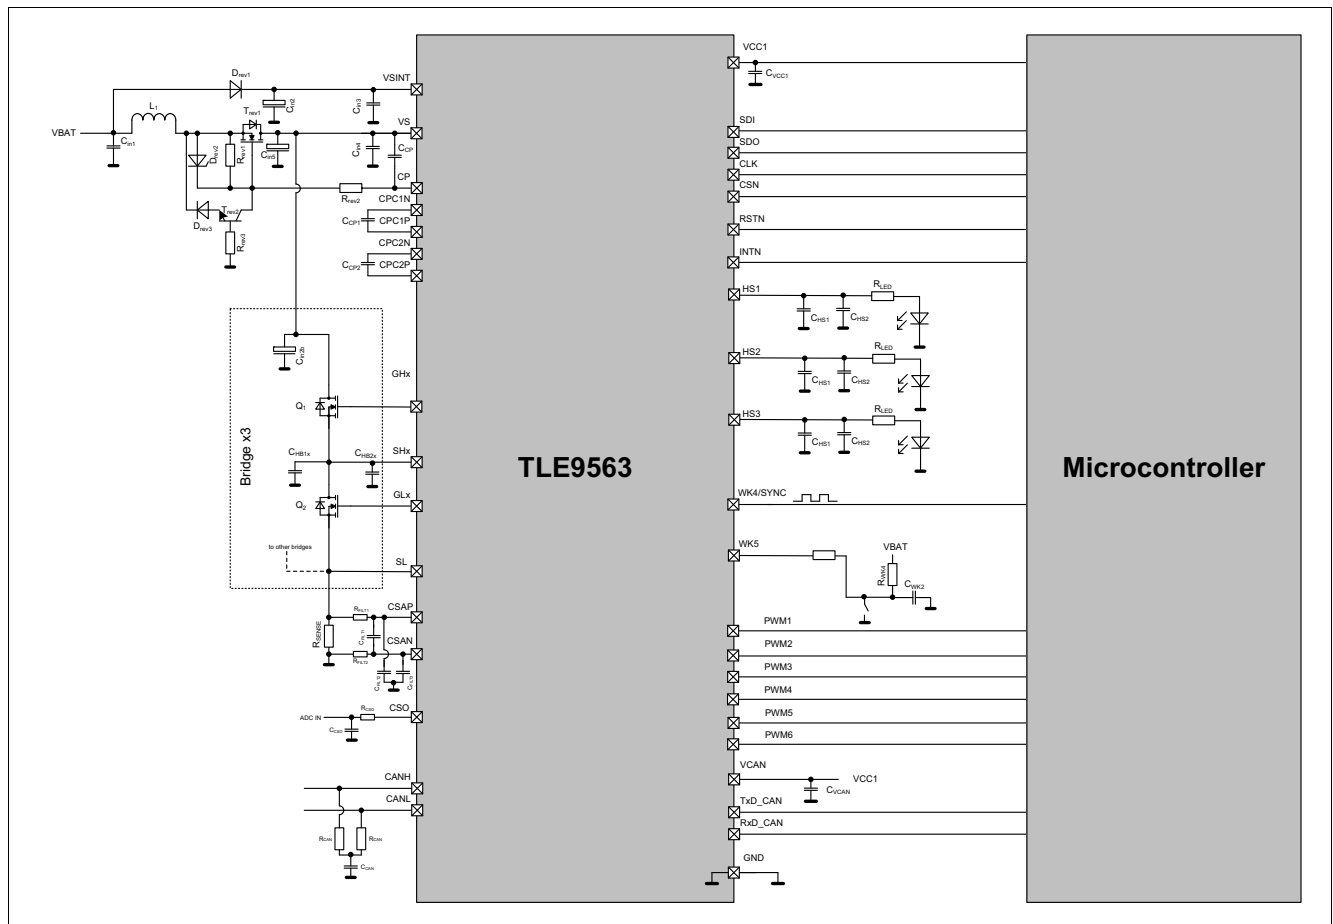 VCC1
CVCC1
Drev1
VSINT
Cin2
Cin3
L1
Trev1
VS
VBAT
Cin1
Drev2
Rrev1
Cin5
Cin4
CCP
CP
Rrev2
Trev2
Drev3
Rrev3
CPC1N
CCP1
CPC1P
CPC2N
CCP2
CPC2P
SDI
SDO
CLK
CSN
RSTN
INTN
HS1
RLED
CHS1
CHS2
HS2
RLED
CHS1
CHS2
HS3
RLED
CHS1
CHS2
Bridge x3
Cin2b
GHx
Q1
CHB1x
CHB2x
SHx
Q2
GLx
to other bridges
SL
TLE9563
Microcontroller
WK4/SYNC
WK5
VBAT
RWK4
CWK2
RSENSE
RFILT1
CSAP
CSAN
RFILT2
ADC IN
RCSO
CSO
CCSO
PWM1
PWM2
PWM3
PWM4
PWM5
PWM6
CANH
CANL
RCAN
RCAN
CCAN
VCAN
VCC1
CVCAN
TxD_CAN
RxD_CAN
GND